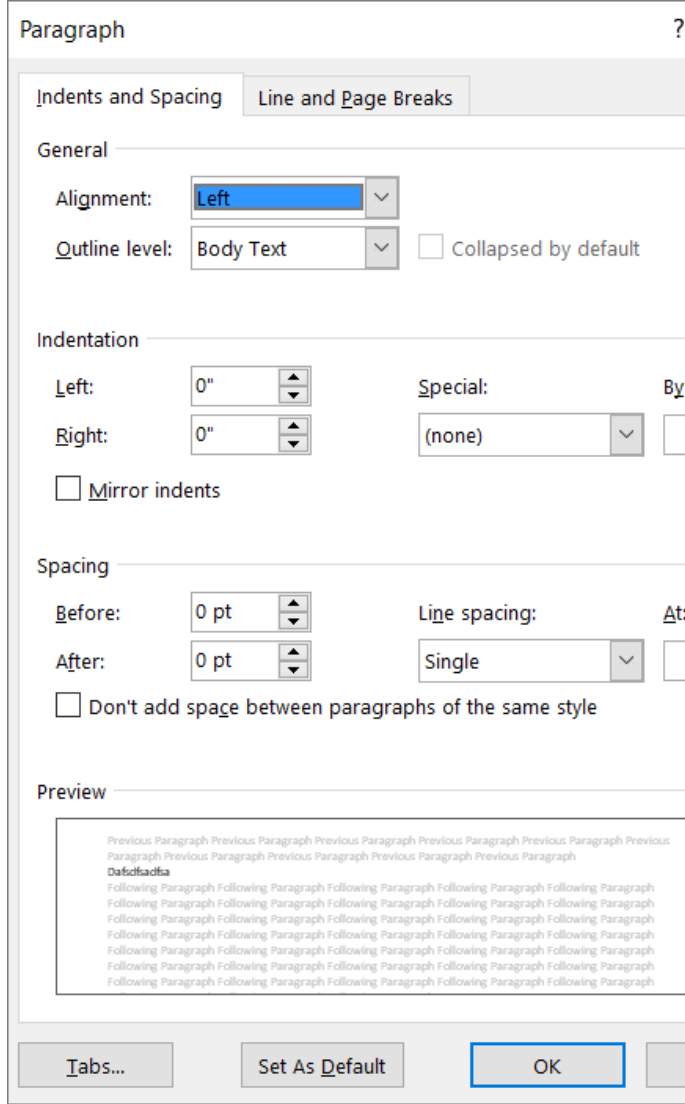 Paragraph ?
Indents and Spacing Line and Page Breaks
General
Alignment: Left
Outline level: Body Text Collapsed by default
Indentation
Left: 0" Special: By
Right: 0" (none)
Mirror indents
Spacing
Before: 0 pt Line spacing: At:
After: 0 pt Single
Don't add space between paragraphs of the same style
Preview
Previous Paragraph Previous Paragraph Previous Paragraph Previous Paragraph Previous Paragraph Previous
Paragraph Previous Paragraph Previous Paragraph Previous Paragraph Previous Paragraph
Dafsdfsadfsa
Following Paragraph Following Paragraph Following Paragraph Following Paragraph Following Paragraph
Following Paragraph Following Paragraph Following Paragraph Following Paragraph Following Paragraph
Following Paragraph Following Paragraph Following Paragraph Following Paragraph Following Paragraph
Following Paragraph Following Paragraph Following Paragraph Following Paragraph Following Paragraph
Following Paragraph Following Paragraph Following Paragraph Following Paragraph Following Paragraph
Following Paragraph Following Paragraph Following Paragraph Following Paragraph Following Paragraph
Following Paragraph Following Paragraph Following Paragraph Following Paragraph Following Paragraph
Tabs... Set As Default OK